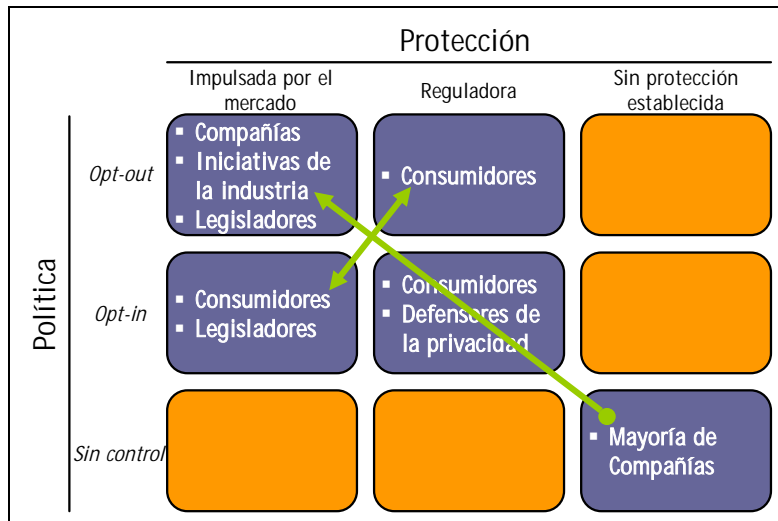 Protección
Impulsada por el
mercado
Reguladora
Sin protección
establecida
Política
Opt-out
▪ Compañías
▪ Iniciativas de
la industria
▪ Legisladores
▪ Consumidores
Opt-in
▪ Consumidores
▪ Legisladores
▪ Consumidores
▪ Defensores de
la privacidad
Sin control
▪ Mayoría de
Compañías